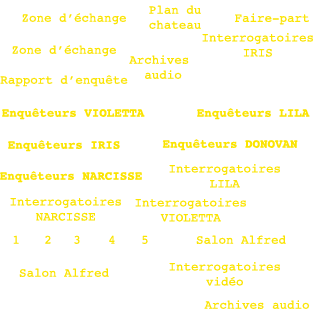 Plan du
chateau
Zone d’échange
Faire-part
Interrogatoires
IRIS
Zone d’échange
Archives
audio
Rapport d’enquête
Enquêteurs VIOLETTA
Enquêteurs LILA
Enquêteurs IRIS
Enquêteurs DONOVAN
Interrogatoires
LILA
Enquêteurs NARCISSE
Interrogatoires
NARCISSE
Interrogatoires
VIOLETTA
1 2 3 4 5
Salon Alfred
Salon Alfred
Interrogatoires
vidéo
Archives audio